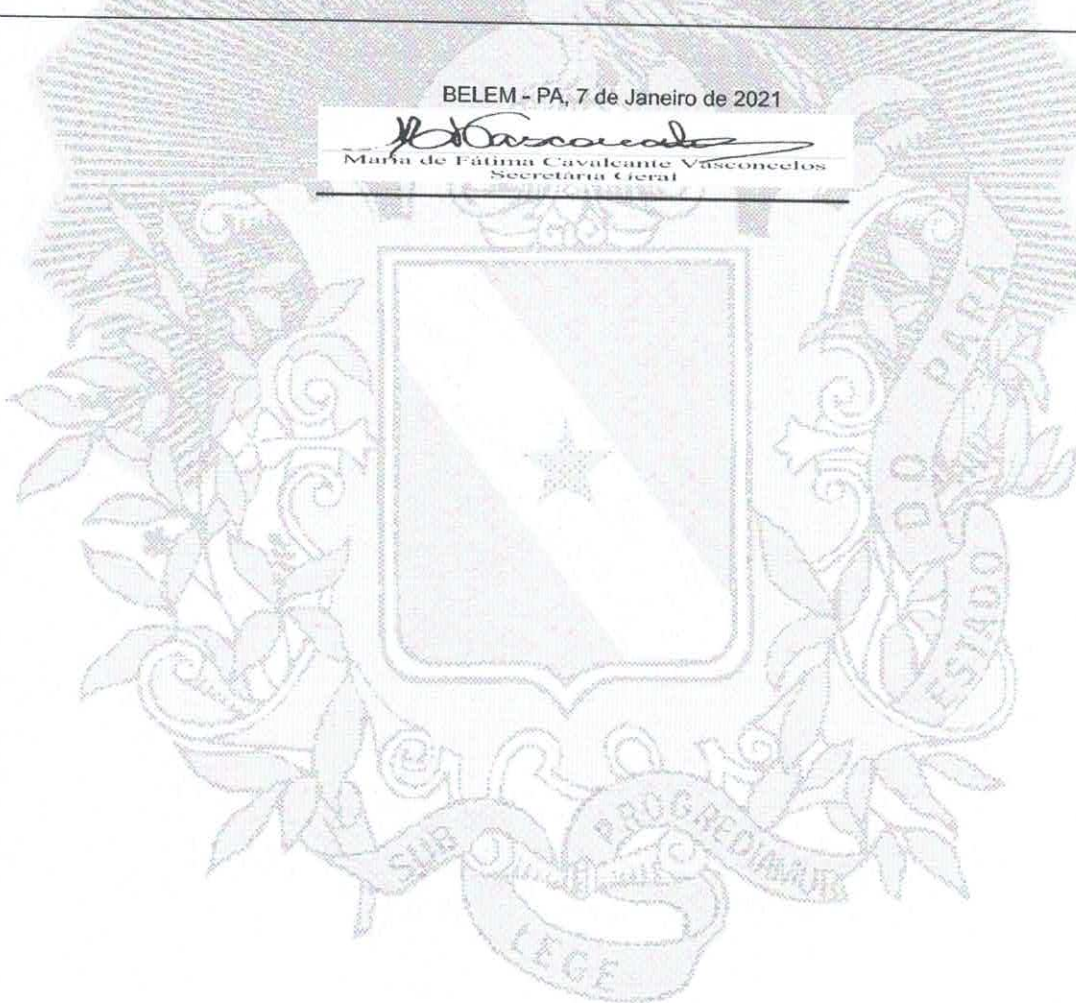 BELEM - PA, 7 de Janeiro de 2021
Maria de Fátima Cavalcante Vasconcelos
Secretária Geral
ESTADO DO PARÁ
SUB LEGE PROGREDIAMUR